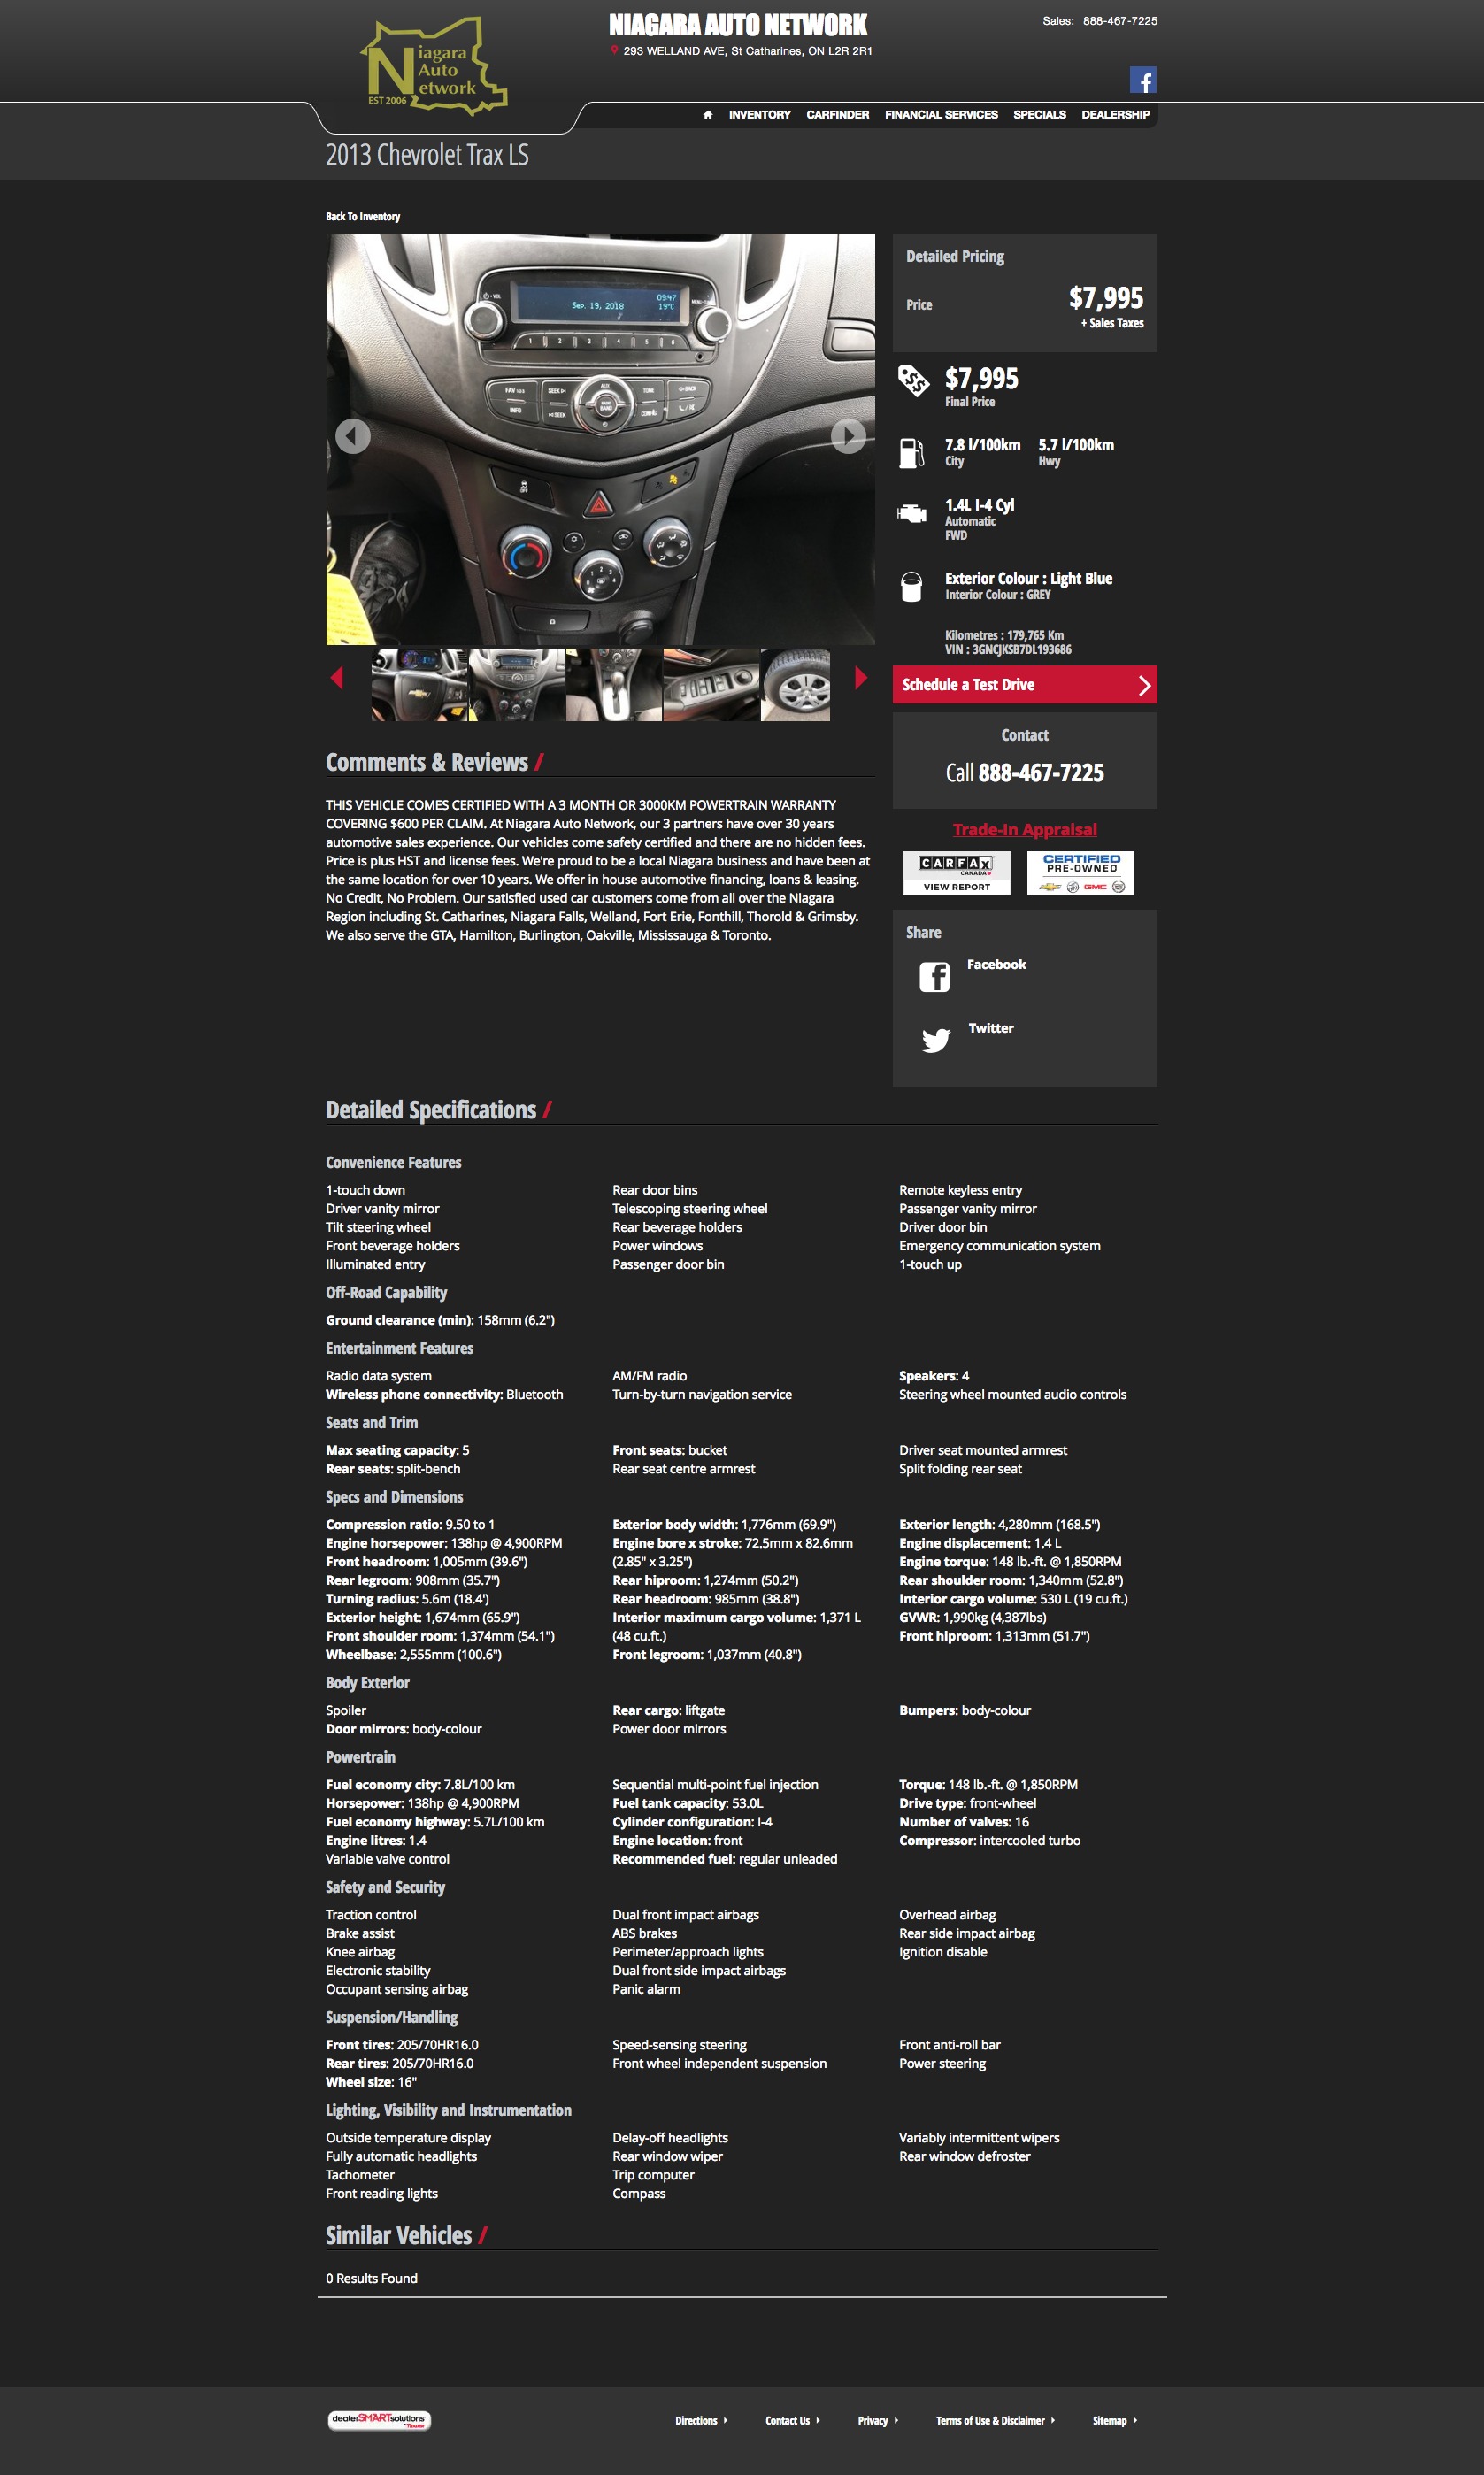 Niagara
Auto
Network
EST 2006
NIAGARA AUTO NETWORK
293 WELLAND AVE, St Catharines, ON L2R 2R1
Sales: 888-467-7225
INVENTORY CARFINDER FINANCIAL SERVICES SPECIALS DEALERSHIP
2013 Chevrolet Trax LS
Back To Inventory
09:47
Sep. 19, 2018 19°C
VOL
1 2 3 4 5 6
FAV SEEK AUX TONE BACK
INFO SEEK CONFIG
Detailed Pricing
Price $7,995
+ Sales Taxes
$7,995
Final Price
7.8 l/100km 5.7 l/100km
City Hwy
1.4L I-4 Cyl
Automatic
FWD
Exterior Colour : Light Blue
Interior Colour : GREY
Kilometres : 179,765 Km
VIN : 3GNCJKSB7DL193686
Schedule a Test Drive
Contact
Call 888-467-7225
Trade-In Appraisal
CARFAX
CANADA
VIEW REPORT
CERTIFIED
PRE-OWNED
GMC
Share
Facebook
Twitter
Comments & Reviews /
THIS VEHICLE COMES CERTIFIED WITH A 3 MONTH OR 3000KM POWERTRAIN WARRANTY
COVERING $600 PER CLAIM. At Niagara Auto Network, our 3 partners have over 30 years
automotive sales experience. Our vehicles come safety certified and there are no hidden fees.
Price is plus HST and license fees. We're proud to be a local Niagara business and have been at
the same location for over 10 years. We offer in house automotive financing, loans & leasing.
No Credit, No Problem. Our satisfied used car customers come from all over the Niagara
Region including St. Catharines, Niagara Falls, Welland, Fort Erie, Fonthill, Thorold & Grimsby.
We also serve the GTA, Hamilton, Burlington, Oakville, Mississauga & Toronto.
Detailed Specifications /
Convenience Features
1-touch down Rear door bins Remote keyless entry
Driver vanity mirror Telescoping steering wheel Passenger vanity mirror
Tilt steering wheel Rear beverage holders Driver door bin
Front beverage holders Power windows Emergency communication system
Illuminated entry Passenger door bin 1-touch up
Off-Road Capability
Ground clearance (min): 158mm (6.2")
Entertainment Features
Radio data system AM/FM radio Speakers: 4
Wireless phone connectivity: Bluetooth Turn-by-turn navigation service Steering wheel mounted audio controls
Seats and Trim
Max seating capacity: 5 Front seats: bucket Driver seat mounted armrest
Rear seats: split-bench Rear seat centre armrest Split folding rear seat
Specs and Dimensions
Compression ratio: 9.50 to 1 Exterior body width: 1,776mm (69.9") Exterior length: 4,280mm (168.5")
Engine horsepower: 138hp @ 4,900RPM Engine bore x stroke: 72.5mm x 82.6mm Engine displacement: 1.4 L
Front headroom: 1,005mm (39.6") (2.85" x 3.25") Engine torque: 148 lb.-ft. @ 1,850RPM
Rear legroom: 908mm (35.7") Rear hiproom: 1,274mm (50.2") Rear shoulder room: 1,340mm (52.8")
Turning radius: 5.6m (18.4') Rear headroom: 985mm (38.8") Interior cargo volume: 530 L (19 cu.ft.)
Exterior height: 1,674mm (65.9") Interior maximum cargo volume: 1,371 L GVWR: 1,990kg (4,387lbs)
Front shoulder room: 1,374mm (54.1") (48 cu.ft.) Front hiproom: 1,313mm (51.7")
Wheelbase: 2,555mm (100.6") Front legroom: 1,037mm (40.8")
Body Exterior
Spoiler Rear cargo: liftgate Bumpers: body-colour
Door mirrors: body-colour Power door mirrors
Powertrain
Fuel economy city: 7.8L/100 km Sequential multi-point fuel injection Torque: 148 lb.-ft. @ 1,850RPM
Horsepower: 138hp @ 4,900RPM Fuel tank capacity: 53.0L Drive type: front-wheel
Fuel economy highway: 5.7L/100 km Cylinder configuration: I-4 Number of valves: 16
Engine litres: 1.4 Engine location: front Compressor: intercooled turbo
Variable valve control Recommended fuel: regular unleaded
Safety and Security
Traction control Dual front impact airbags Overhead airbag
Brake assist ABS brakes Rear side impact airbag
Knee airbag Perimeter/approach lights Ignition disable
Electronic stability Dual front side impact airbags
Occupant sensing airbag Panic alarm
Suspension/Handling
Front tires: 205/70HR16.0 Speed-sensing steering Front anti-roll bar
Rear tires: 205/70HR16.0 Front wheel independent suspension Power steering
Wheel size: 16"
Lighting, Visibility and Instrumentation
Outside temperature display Delay-off headlights Variably intermittent wipers
Fully automatic headlights Rear window wiper Rear window defroster
Tachometer Trip computer
Front reading lights Compass
Similar Vehicles /
0 Results Found
dealerSMARTsolutions
Directions Contact Us Privacy Terms of Use & Disclaimer Sitemap